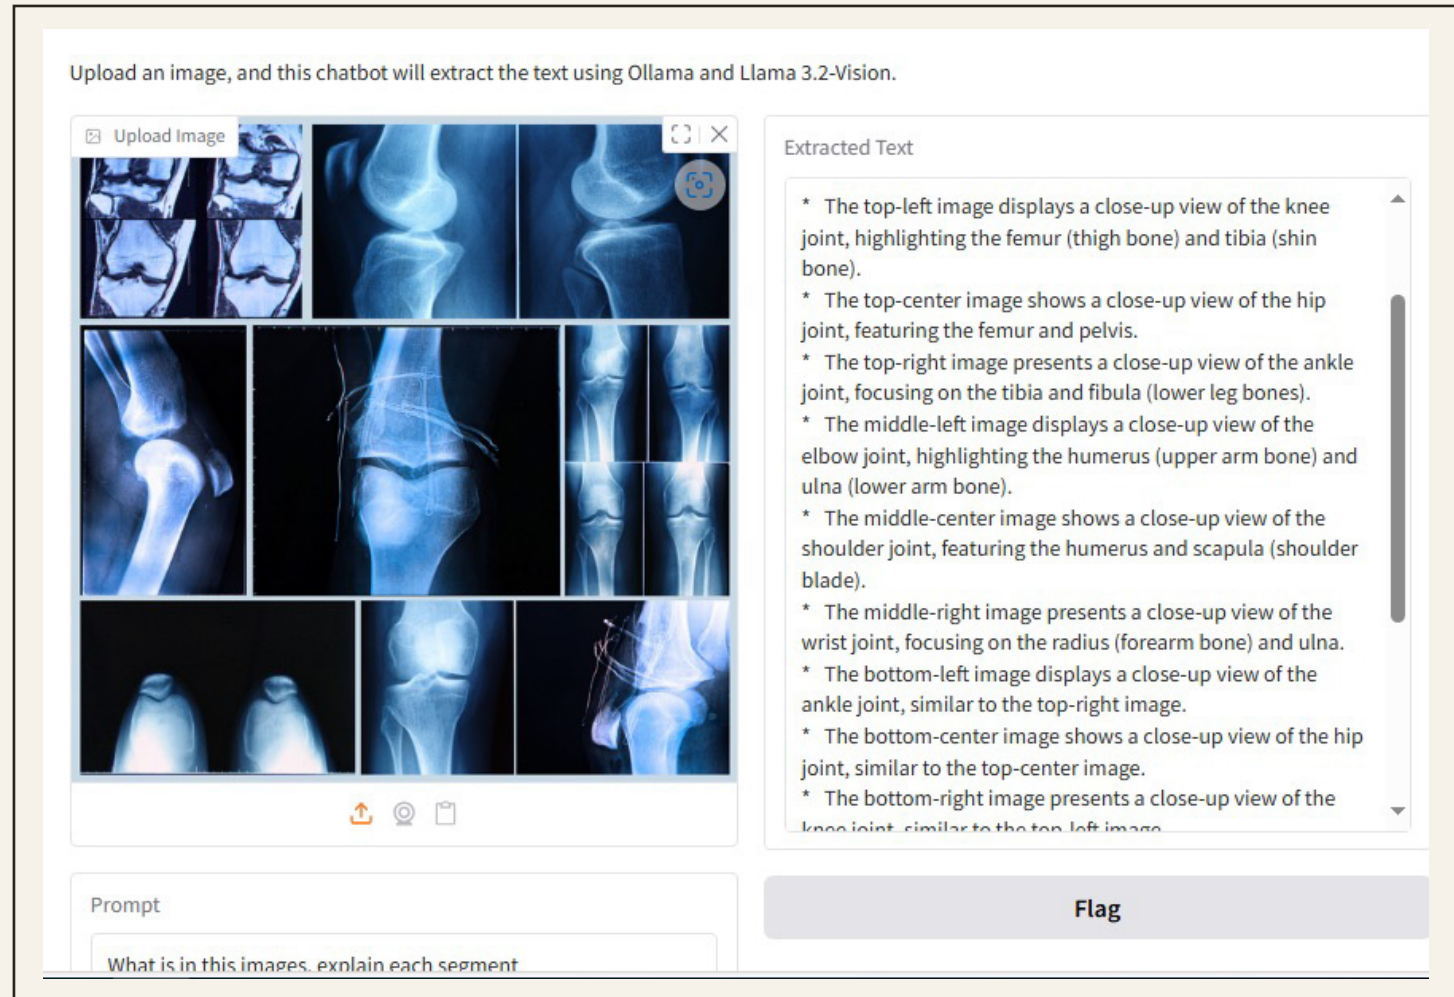 Upload an image, and this chatbot will extract the text using Ollama and Llama 3.2-Vision.
Upload Image
Extracted Text
* The top-left image displays a close-up view of the knee
joint, highlighting the femur (thigh bone) and tibia (shin
bone).
* The top-center image shows a close-up view of the hip
joint, featuring the femur and pelvis.
* The top-right image presents a close-up view of the ankle
joint, focusing on the tibia and fibula (lower leg bones).
* The middle-left image displays a close-up view of the
elbow joint, highlighting the humerus (upper arm bone) and
ulna (lower arm bone).
* The middle-center image shows a close-up view of the
shoulder joint, featuring the humerus and scapula (shoulder
blade).
* The middle-right image presents a close-up view of the
wrist joint, focusing on the radius (forearm bone) and ulna.
* The bottom-left image displays a close-up view of the
ankle joint, similar to the top-right image.
* The bottom-center image shows a close-up view of the hip
joint, similar to the top-center image.
* The bottom-right image presents a close-up view of the
knee joint, similar to the top-left image.
Prompt
What is in this images, explain each segment
Flag